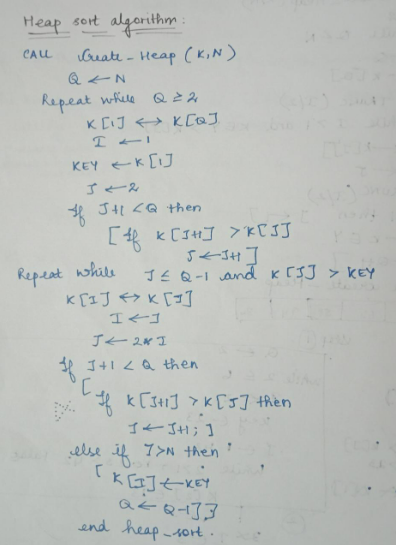 Heap sort algorithm:
CALL Create-Heap (K,N)
Q ← N
Repeat while Q ≥ 2
K[1] ↔ K[Q]
I ← 1
KEY ← K[1]
J ← 2
If J+1 < Q then
[ If K[J+1] > K[J]
J ← J+1 ]
Repeat while J ≤ Q-1 and K[J] > KEY
K[I] ↔ K[J]
I ← J
J ← 2*I
If J+1 < Q then
[
If K[J+1] > K[J] then
J ← J+1; ]
else if J>N then
[ K[I] ← KEY
Q ← Q-1]}
end heap_sort.